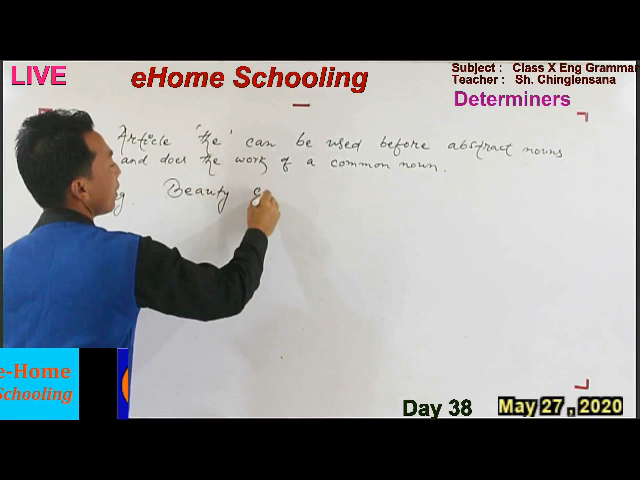 LIVE
eHome Schooling
Subject : Class X Eng Grammar
Teacher : Sh. Chinglensana
Determiners
Article 'the' can be used before abstract nouns
and does the work of a common noun.
eg. Beauty
e-Home
Schooling
Day 38
May 27 , 2020